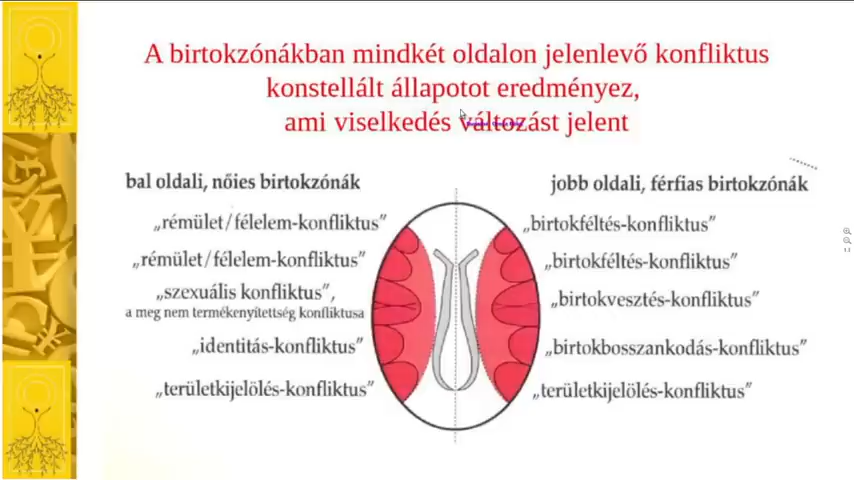 A birtokzónákban mindkét oldalon jelenlevő konfliktus
konstellált állapotot eredményez,
ami viselkedés változást jelent
bal oldali, nőies birtokzónák
„rémület/félelem-konfliktus”
„rémület/félelem-konfliktus”
„szexuális konfliktus”,
a meg nem termékenyítettség konfliktusa
„identitás-konfliktus”
„területkijelölés-konfliktus”
jobb oldali, férfias birtokzónák
„birtokféltés-konfliktus”
„birtokféltés-konfliktus”
„birtokvesztés-konfliktus”
„birtokbosszankodás-konfliktus”
„területkijelölés-konfliktus”